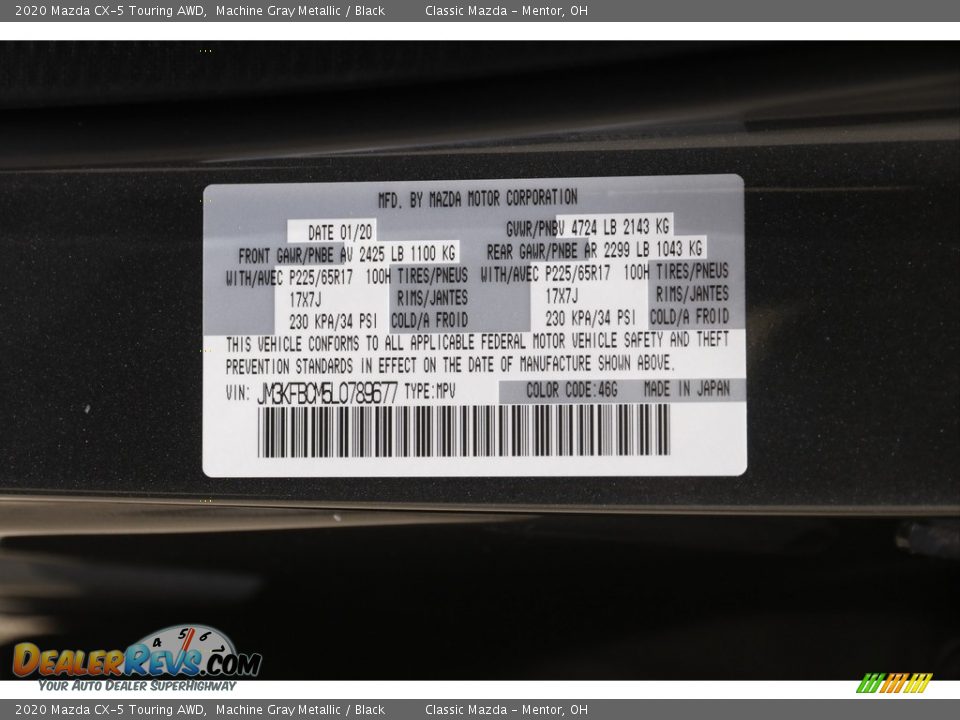 2020 Mazda CX-5 Touring AWD, Machine Gray Metallic / Black Classic Mazda - Mentor, OH
MFD. BY MAZDA MOTOR CORPORATION
DATE 01/20 GVWR/PNBV 4724 LB 2143 KG
FRONT GAWR/PNBE AV 2425 LB 1100 KG REAR GAWR/PNBE AR 2299 LB 1043 KG
WITH/AVEC P225/65R17 100H TIRES/PNEUS WITH/AVEC P225/65R17 100H TIRES/PNEUS
17X7J RIMS/JANTES 17X7J RIMS/JANTES
230 KPA/34 PSI COLD/A FROID 230 KPA/34 PSI COLD/A FROID
THIS VEHICLE CONFORMS TO ALL APPLICABLE FEDERAL MOTOR VEHICLE SAFETY AND THEFT
PREVENTION STANDARDS IN EFFECT ON THE DATE OF MANUFACTURE SHOWN ABOVE.
VIN: JM3KFBCM5L0789677 TYPE:MPV COLOR CODE:46G MADE IN JAPAN
4 5 6
DEALERREVS.COM
YOUR AUTO DEALER SUPERHIGHWAY
2020 Mazda CX-5 Touring AWD, Machine Gray Metallic / Black Classic Mazda - Mentor, OH